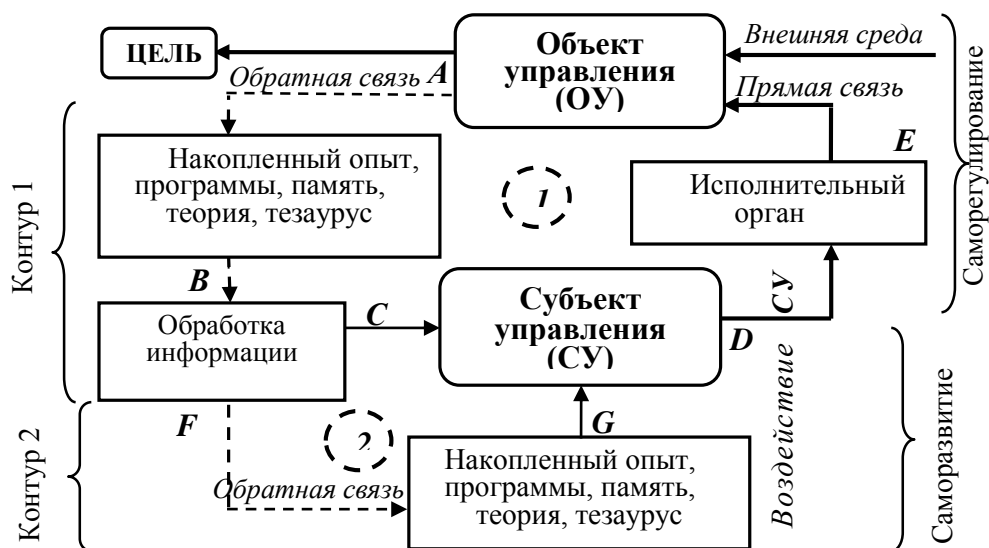 ЦЕЛЬ
Объект
управления
(ОУ)
Внешняя среда
Обратная связь
A
Прямая связь
E
Накопленный опыт,
программы, память,
теория, тезаурус
1
Исполнительный
орган
Контур 1
Саморегулирование
B
C
Обработка
информации
Субъект
управления
(СУ)
D
СУ
Воздействие
F
2
G
Обратная связь
Накопленный опыт,
программы, память,
теория, тезаурус
Контур 2
Саморазвитие